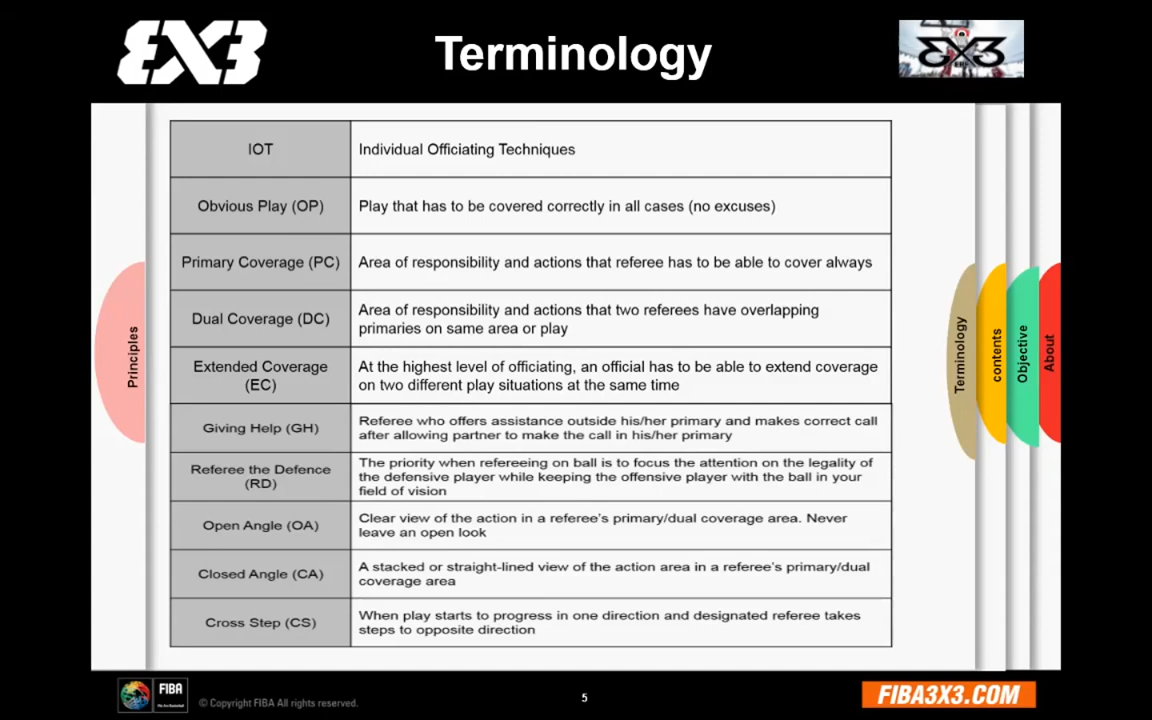 3X3
Terminology
3X3
IOT
Individual Officiating Techniques
Obvious Play (OP)
Play that has to be covered correctly in all cases (no excuses)
Primary Coverage (PC)
Area of responsibility and actions that referee has to be able to cover always
Dual Coverage (DC)
Area of responsibility and actions that two referees have overlapping
primaries on same area or play
Extended Coverage
(EC)
At the highest level of officiating, an official has to be able to extend coverage
on two different play situations at the same time
Giving Help (GH)
Referee who offers assistance outside his/her primary and makes correct call
after allowing partner to make the call in his/her primary
Referee the Defence
(RD)
The priority when refereeing on ball is to focus the attention on the legality of
the defensive player while keeping the offensive player with the ball in your
field of vision
Open Angle (OA)
Clear view of the action in a referee's primary/dual coverage area. Never
leave an open look
Closed Angle (CA)
A stacked or straight-lined view of the action area in a referee's primary/dual
coverage area
Cross Step (CS)
When play starts to progress in one direction and designated referee takes
steps to opposite direction
Principles
Terminology
contents
Objective
About
FIBA
© Copyright FIBA All rights reserved.
5
FIBA3X3.COM